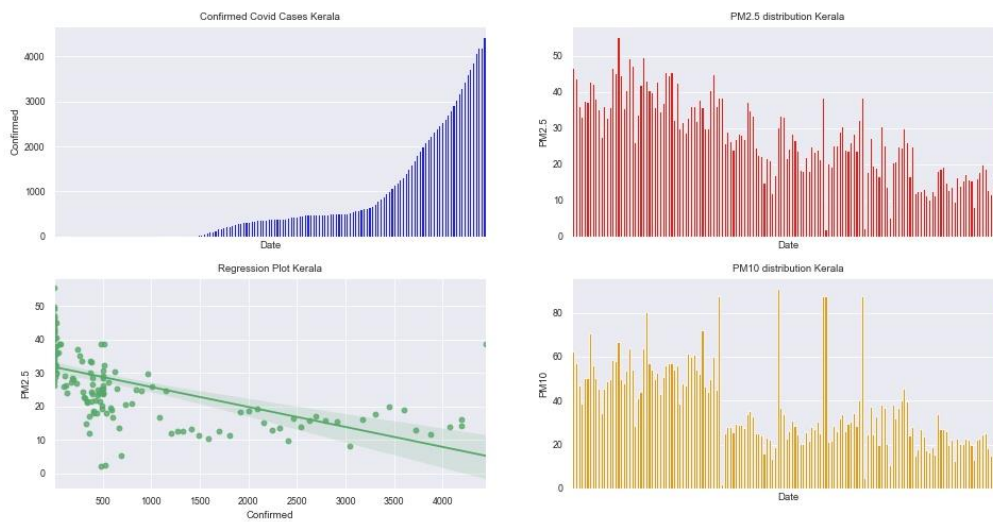 Confirmed Covid Cases Kerala
4000
3000
2000
1000
0
Confirmed
Date
PM2.5 distribution Kerala
50
40
30
20
10
0
PM2.5
Date
Regression Plot Kerala
50
40
30
20
10
0
PM2.5
500 1000 1500 2000 2500 3000 3500 4000
Confirmed
PM10 distribution Kerala
80
60
40
20
0
PM10
Date